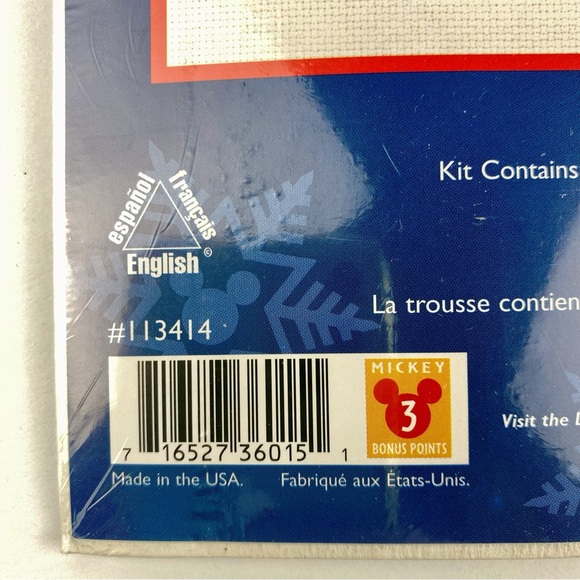 Kit Contains
español
français
English ©
La trousse contien
#113414
MICKEY
3
BONUS POINTS
7 16527 36015 1
Visit the D
Made in the USA. Fabriqué aux États-Unis.